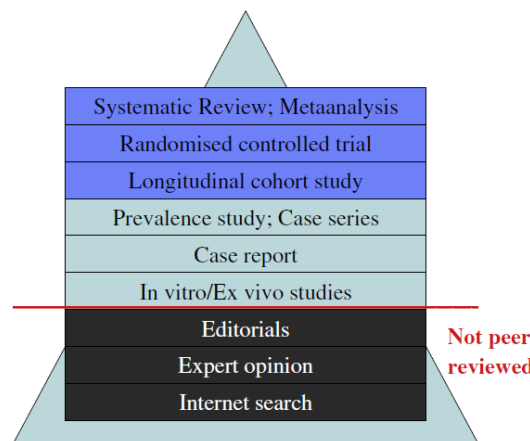 Systematic Review; Metaanalysis
Randomised controlled trial
Longitudinal cohort study
Prevalence study; Case series
Case report
In vitro/Ex vivo studies
Editorials
Not peer
reviewed
Expert opinion
Internet search